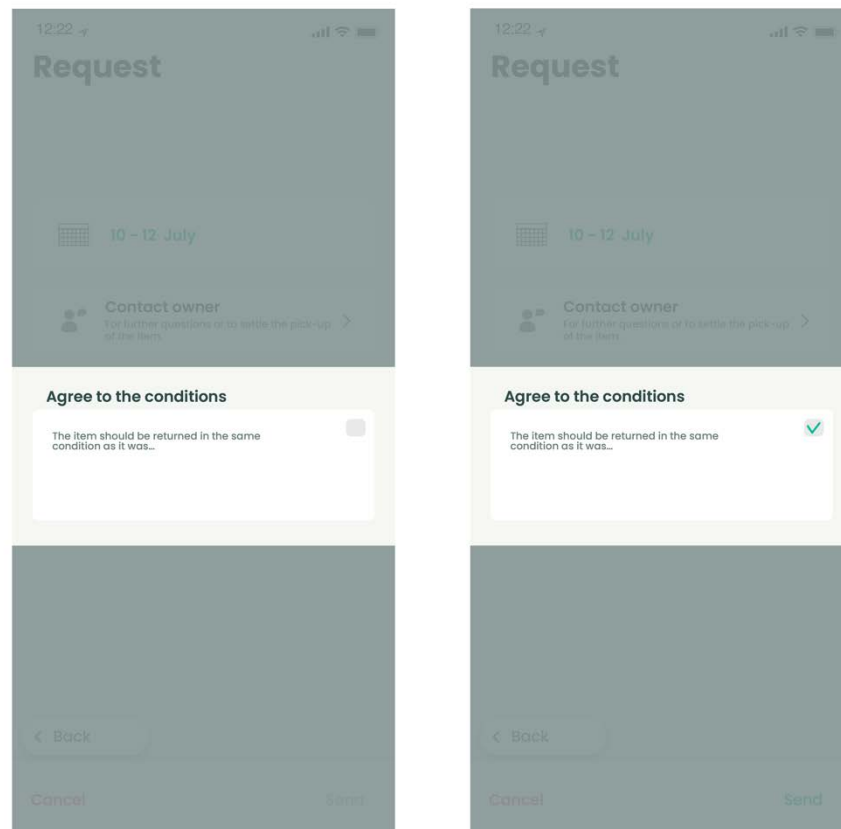 12:22
Request
10 – 12 July
Contact owner
For further questions or to settle the pick-up
of the item.
Agree to the conditions
The item should be returned in the same
condition as it was...
Back
Cancel
Send
12:22
Request
10 – 12 July
Contact owner
For further questions or to settle the pick-up
of the item.
Agree to the conditions
The item should be returned in the same
condition as it was...
Back
Cancel
Send